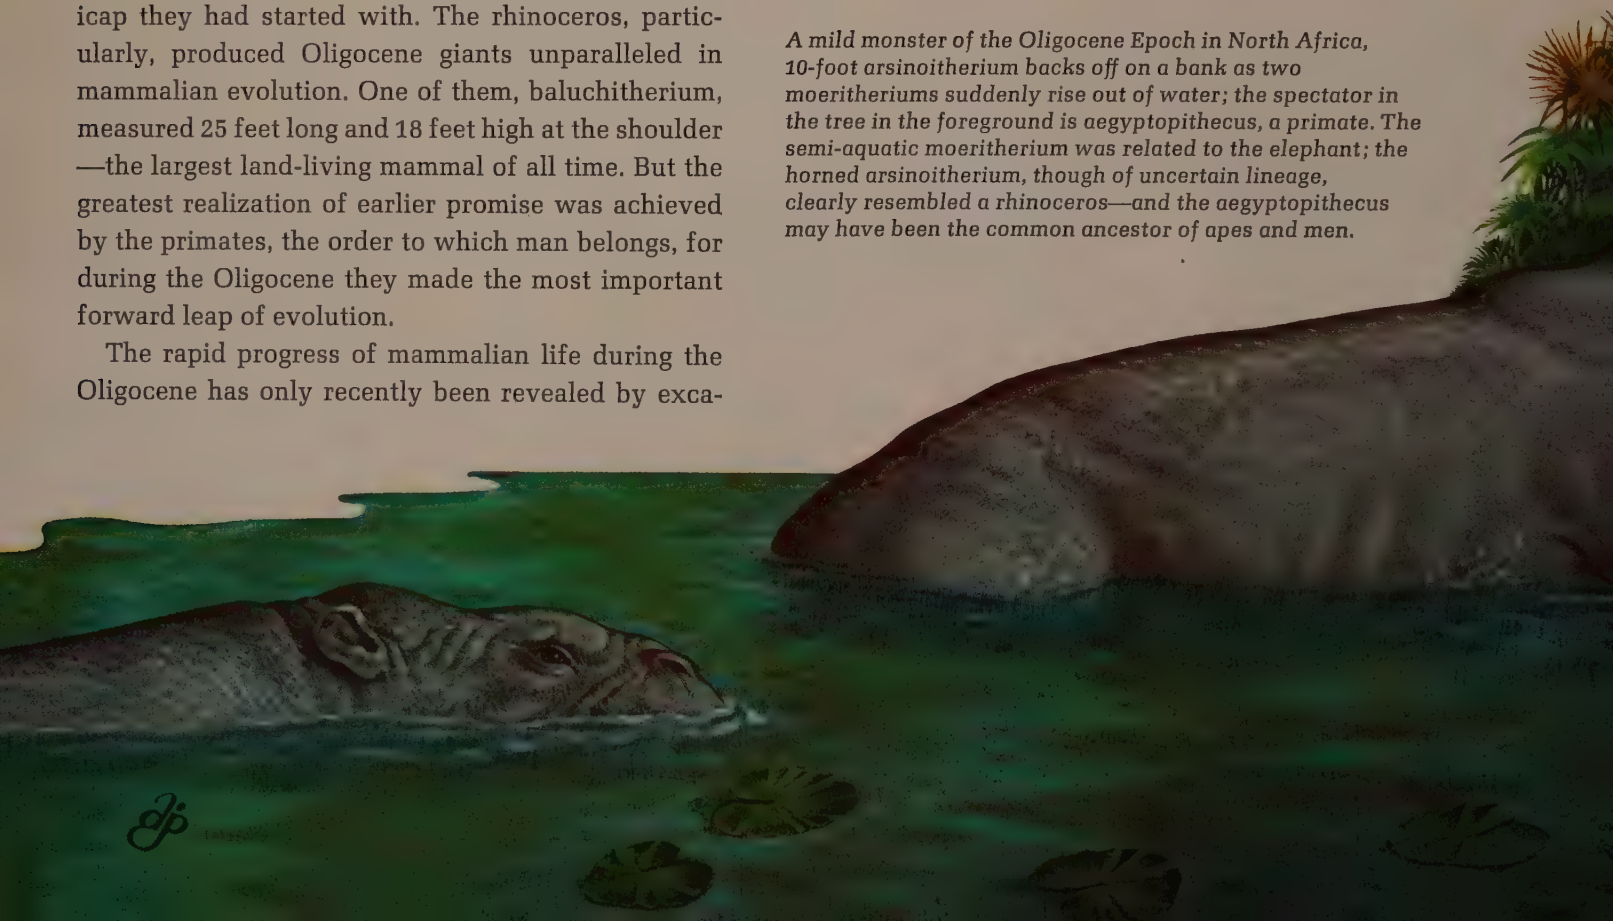 icap they had started with. The rhinoceros, partic-
ularly, produced Oligocene giants unparalleled in
mammalian evolution. One of them, baluchitherium,
measured 25 feet long and 18 feet high at the shoulder
—the largest land-living mammal of all time. But the
greatest realization of earlier promise was achieved
by the primates, the order to which man belongs, for
during the Oligocene they made the most important
forward leap of evolution.
The rapid progress of mammalian life during the
Oligocene has only recently been revealed by exca-
A mild monster of the Oligocene Epoch in North Africa,
10-foot arsinoitherium backs off on a bank as two
moeritheriums suddenly rise out of water; the spectator in
the tree in the foreground is aegyptopithecus, a primate. The
semi-aquatic moeritherium was related to the elephant; the
horned arsinoitherium, though of uncertain lineage,
clearly resembled a rhinoceros—and the aegyptopithecus
may have been the common ancestor of apes and men.